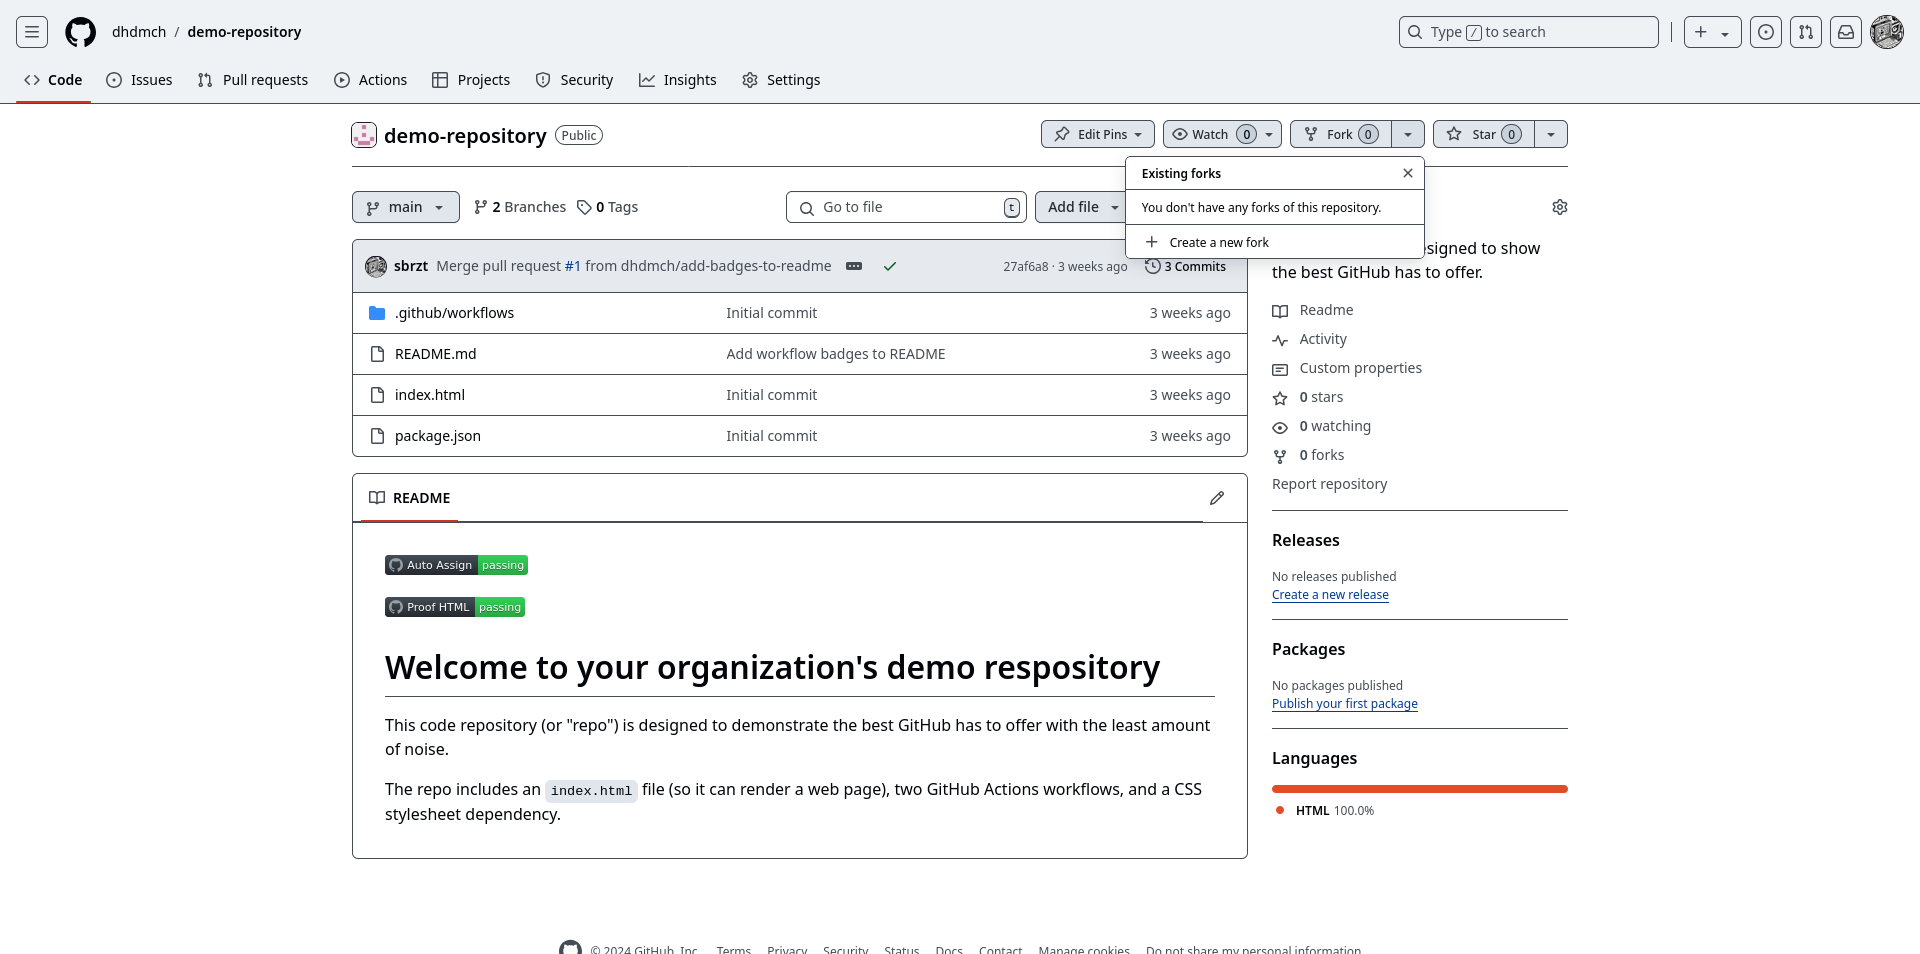 dhdmch / demo-repository
Type / to search
Code Issues Pull requests Actions Projects Security Insights Settings
demo-repository Public
Edit Pins Watch 0 Fork 0 Star 0
Existing forks
You don't have any forks of this repository.
Create a new fork
main 2 Branches 0 Tags Go to file t Add file
sbrzt Merge pull request #1 from dhdmch/add-badges-to-readme 27af6a8 · 3 weeks ago 3 Commits
.github/workflows Initial commit 3 weeks ago
README.md Add workflow badges to README 3 weeks ago
index.html Initial commit 3 weeks ago
package.json Initial commit 3 weeks ago
README
Auto Assign passing
Proof HTML passing
Welcome to your organization's demo respository
This code repository (or "repo") is designed to demonstrate the best GitHub has to offer with the least amount
of noise.
The repo includes an index.html file (so it can render a web page), two GitHub Actions workflows, and a CSS
stylesheet dependency.
signed to show
the best GitHub has to offer.
Readme
Activity
Custom properties
0 stars
0 watching
0 forks
Report repository
Releases
No releases published
Create a new release
Packages
No packages published
Publish your first package
Languages
HTML 100.0%
© 2024 GitHub, Inc. Terms Privacy Security Status Docs Contact Manage cookies Do not share my personal information